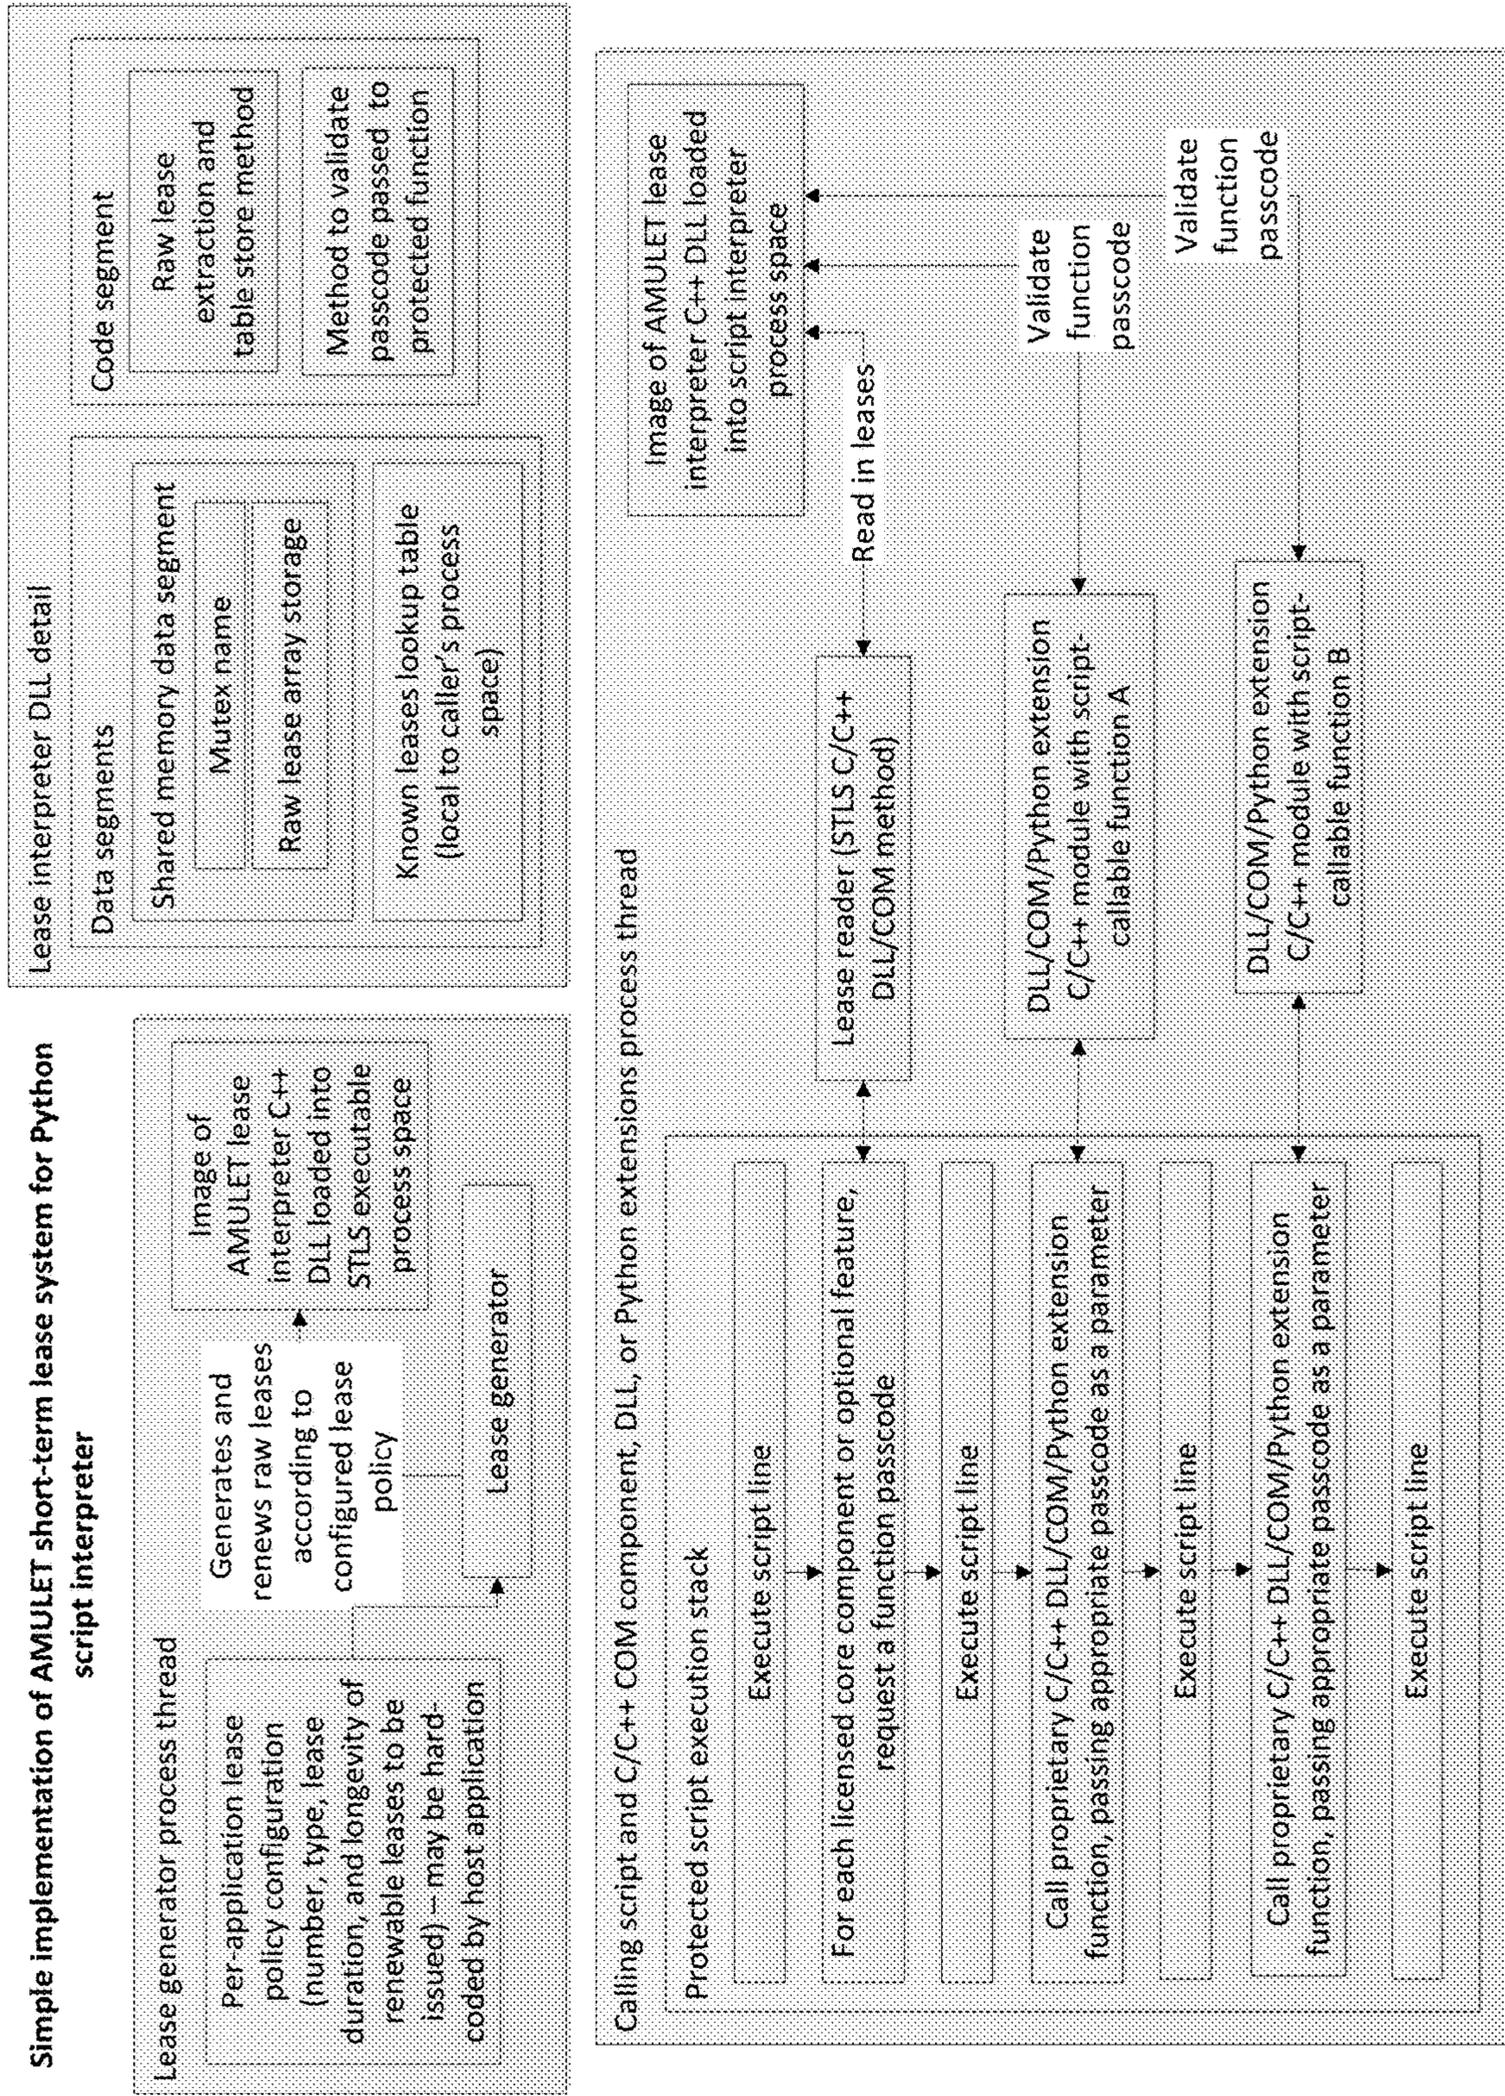 Simple implementation of AMULET short-term lease system for Python
script interpreter
Lease generator process thread
Per-application lease
policy configuration
(number, type, lease
duration, and longevity of
renewable leases to be
issued) – may be hard-
coded by host application
Generates and
renews raw leases
according to
configured lease
policy
Image of
AMULET lease
interpreter C++
DLL loaded into
STLS executable
process space
Lease generator
Lease interpreter DLL detail
Data segments
Shared memory data segment
Mutex name
Raw lease array storage
Known leases lookup table
(local to caller's process
space)
Code segment
Raw lease
extraction and
table store method
Method to validate
passcode passed to
protected function
Calling script and C/C++ COM component, DLL, or Python extensions process thread
Protected script execution stack
Execute script line
For each licensed core component or optional feature,
request a function passcode
Execute script line
Call proprietary C/C++ DLL/COM/Python extension
function, passing appropriate passcode as a parameter
Execute script line
Call proprietary C/C++ DLL/COM/Python extension
function, passing appropriate passcode as a parameter
Execute script line
Lease reader (STLS C/C++
DLL/COM method)
DLL/COM/Python extension
C/C++ module with script-
callable function A
DLL/COM/Python extension
C/C++ module with script-
callable function B
Image of AMULET lease
interpreter C++ DLL loaded
into script interpreter
process space
Read in leases
Validate
function
passcode
Validate
function
passcode